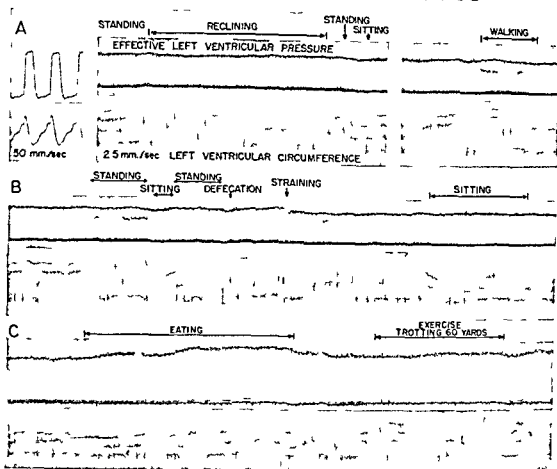 A
STANDING
RECLINING
STANDING
SITTING
WALKING
EFFECTIVE LEFT VENTRICULAR PRESSURE
50 mm/sec
2.5 mm/sec LEFT VENTRICULAR CIRCUMFERENCE
B
STANDING
SITTING
STANDING
DEFECATION
STRAINING
SITTING
C
EATING
EXERCISE
TROTTING 60 YARDS